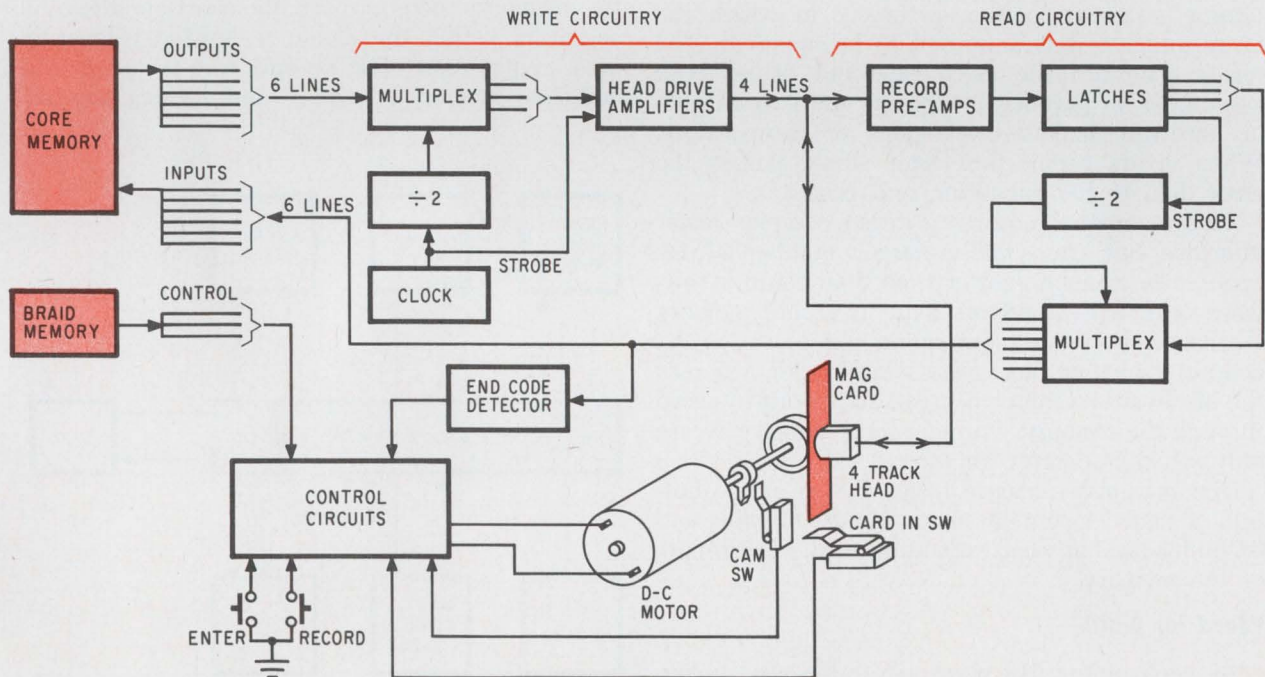 WRITE CIRCUITRY
READ CIRCUITRY
OUTPUTS
6 LINES
MULTIPLEX
HEAD DRIVE
AMPLIFIERS
4 LINES
RECORD
PRE-AMPS
LATCHES
CORE
MEMORY
INPUTS
6 LINES
÷2
÷2
STROBE
STROBE
CLOCK
BRAID
MEMORY
CONTROL
MULTIPLEX
END CODE
DETECTOR
MAG
CARD
4 TRACK
HEAD
CONTROL
CIRCUITS
CARD IN SW
CAM
SW
D-C
MOTOR
ENTER
RECORD